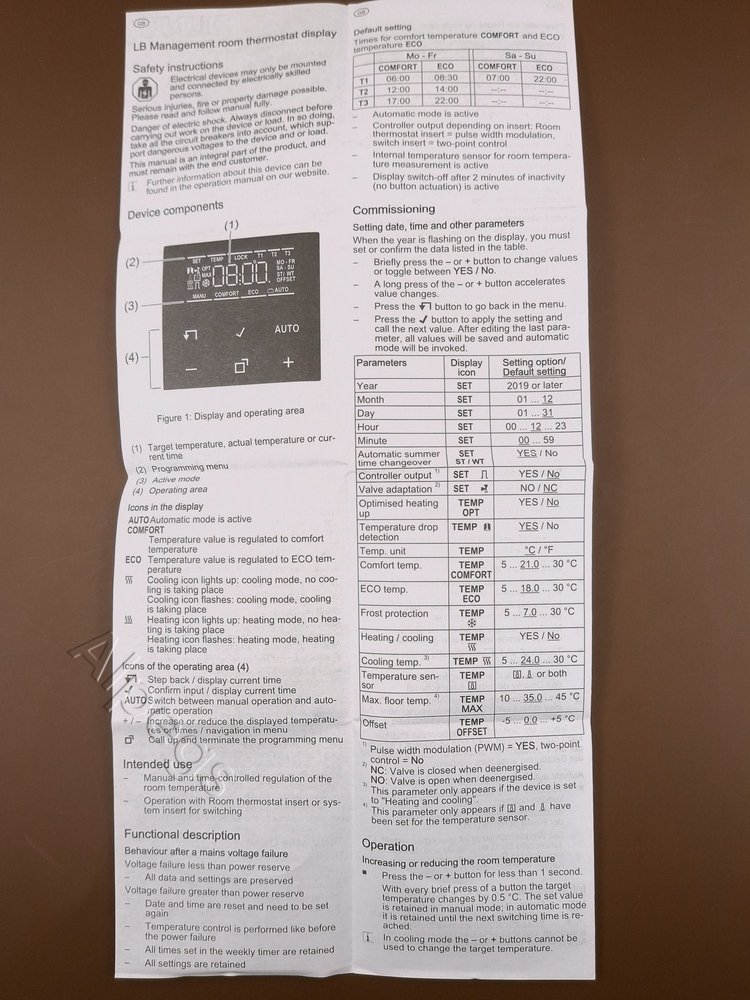 GB
LB Management room thermostat display
Safety instructions
Electrical devices may only be mounted
and connected by electrically skilled
persons.
Serious injuries, fire or property damage possible.
Please read and follow manual fully.
Danger of electric shock. Always disconnect before
carrying out work on the device or load. In so doing,
take all the circuit breakers into account, which sup-
port dangerous voltages to the device and or load.
This manual is an integral part of the product, and
must remain with the end customer.
i Further information about this device can be
found in the operation manual on our website.
Device components
(1)
(2)
SET TEMP LOCK T1 T2 T3
OPT
MAX
08:00
MO - FR
SA - SU
ST/ WT
OFFSET
(3)
MANU COMFORT ECO AUTO
(4)
AUTO
− +
Figure 1: Display and operating area
(1) Target temperature, actual temperature or cur-
rent time
(2) Programming menu
(3) Active mode
(4) Operating area
Icons in the display
AUTO Automatic mode is active
COMFORT
Temperature value is regulated to comfort
temperature
ECO Temperature value is regulated to ECO tem-
perature
Cooling icon lights up: cooling mode, no coo-
ling is taking place
Cooling icon flashes: cooling mode, cooling
is taking place
Heating icon lights up: heating mode, no hea-
ting is taking place
Heating icon flashes: heating mode, heating
is taking place
Icons of the operating area (4)
Step back / display current time
✓ Confirm input / display current time
AUTO Switch between manual operation and auto-
matic operation
+ / − or reduce the displayed temperatu-
times / navigation in menu
Call up and terminate the programming menu
Intended use
– Manual and time-controlled regulation of the
room temperature
– Operation with Room thermostat insert or sys-
tem insert for switching
Functional description
Behaviour after a mains voltage failure
Voltage failure less than power reserve
– All data and settings are preserved
Voltage failure greater than power reserve
– Date and time are reset and need to be set
again
– Temperature control is performed like before
the power failure
– All times set in the weekly timer are retained
– All settings are retained
GB
Default setting
Times for comfort temperature COMFORT and ECO
temperature ECO
Mo - Fr Sa - Su
COMFORT ECO COMFORT ECO
T1 06:00 08:30 07:00 22:00
T2 12:00 14:00 --:-- --:--
T3 17:00 22:00 --:-- --:--
– Automatic mode is active
– Controller output depending on insert: Room
thermostat insert = pulse width modulation,
switch insert = two-point control
– Internal temperature sensor for room tempera-
ture measurement is active
– Display switch-off after 2 minutes of inactivity
(no button actuation) is active
Commissioning
Setting date, time and other parameters
When the year is flashing on the display, you must
set or confirm the data listed in the table.
– Briefly press the – or + button to change values
or toggle between YES / No.
– A long press of the – or + button accelerates
value changes.
– Press the button to go back in the menu.
– Press the ✓ button to apply the setting and
call the next value. After editing the last para-
meter, all values will be saved and automatic
mode will be invoked.
Parameters Display Setting option/
icon Default setting
Year SET 2019 or later
Month SET 01 ... 12
Day SET 01 ... 31
Hour SET 00 ... 12 ... 23
Minute SET 00 ... 59
Automatic summer SET YES / No
time changeover ST / WT
Controller output 1) SET YES / No
Valve adaptation 2) SET NO / NC
Optimised heating TEMP YES / No
up OPT
Temperature drop TEMP YES / No
detection
Temp. unit TEMP °C / °F
Comfort temp. TEMP 5 ... 21.0 ... 30 °C
COMFORT
ECO temp. TEMP 5 ... 18.0 ... 30 °C
ECO
Frost protection TEMP 5 ... 7.0 ... 30 °C
❄
Heating / cooling TEMP YES / No
Cooling temp. 3) TEMP 5 ... 24.0 ... 30 °C
Temperature sen- TEMP , or both
sor
Max. floor temp. 4) TEMP 10 ... 35.0 ... 45 °C
MAX
Offset TEMP -5 ... 0.0 ... +5 °C
OFFSET
1) Pulse width modulation (PWM) = YES, two-point
control = No
2) NC: Valve is closed when deenergised.
NO: Valve is open when deenergised.
3) This parameter only appears if the device is set
to "Heating and cooling".
4) This parameter only appears if and have
been set for the temperature sensor.
Operation
Increasing or reducing the room temperature
■ Press the – or + button for less than 1 second.
With every brief press of a button the target
temperature changes by 0.5 °C. The set value
is retained in manual mode; in automatic mode
it is retained until the next switching time is re-
ached.
i In cooling mode the – or + buttons cannot be
used to change the target temperature.